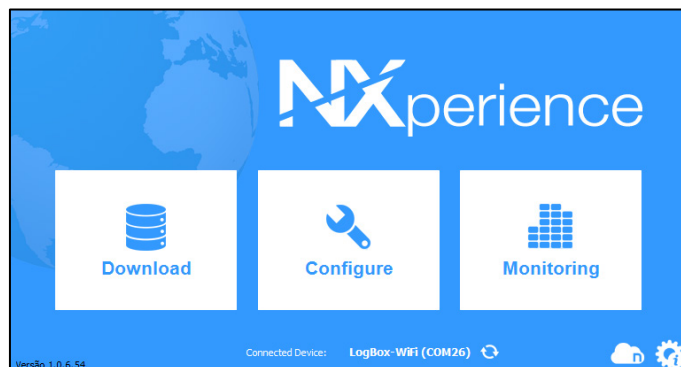 NXperience
Download
Configure
Monitoring
Connected Device: LogBox-WiFi (COM26)
n
i
Versão 1.0.6.54